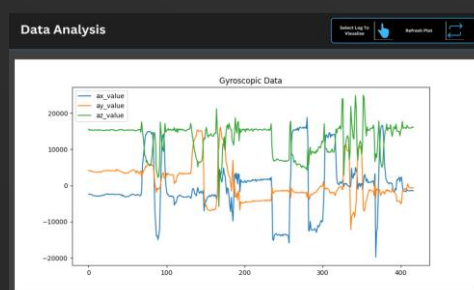 Data Analysis
Select Log To
Visualise
Refresh Plot
Gyroscopic Data
ax_value
ay_value
az_value
20000
10000
0
−10000
−20000
0
100
200
300
400